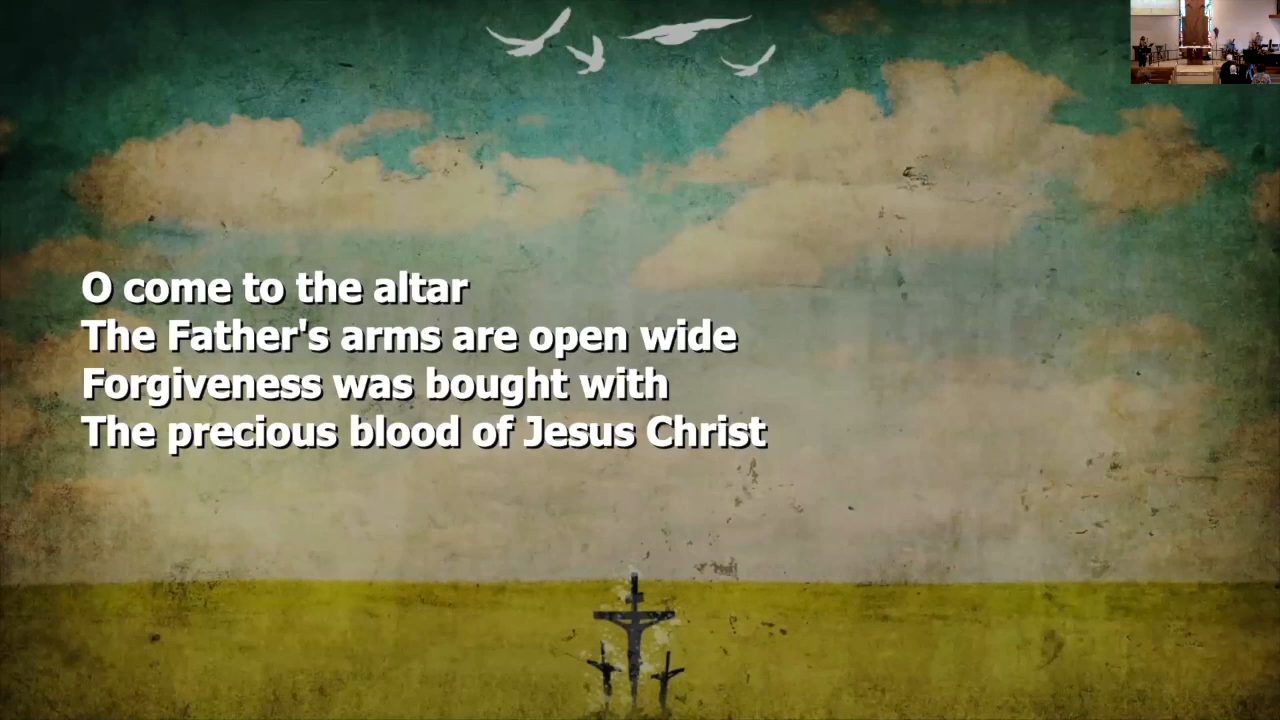 O come to the altar
The Father's arms are open wide
Forgiveness was bought with
The precious blood of Jesus Christ